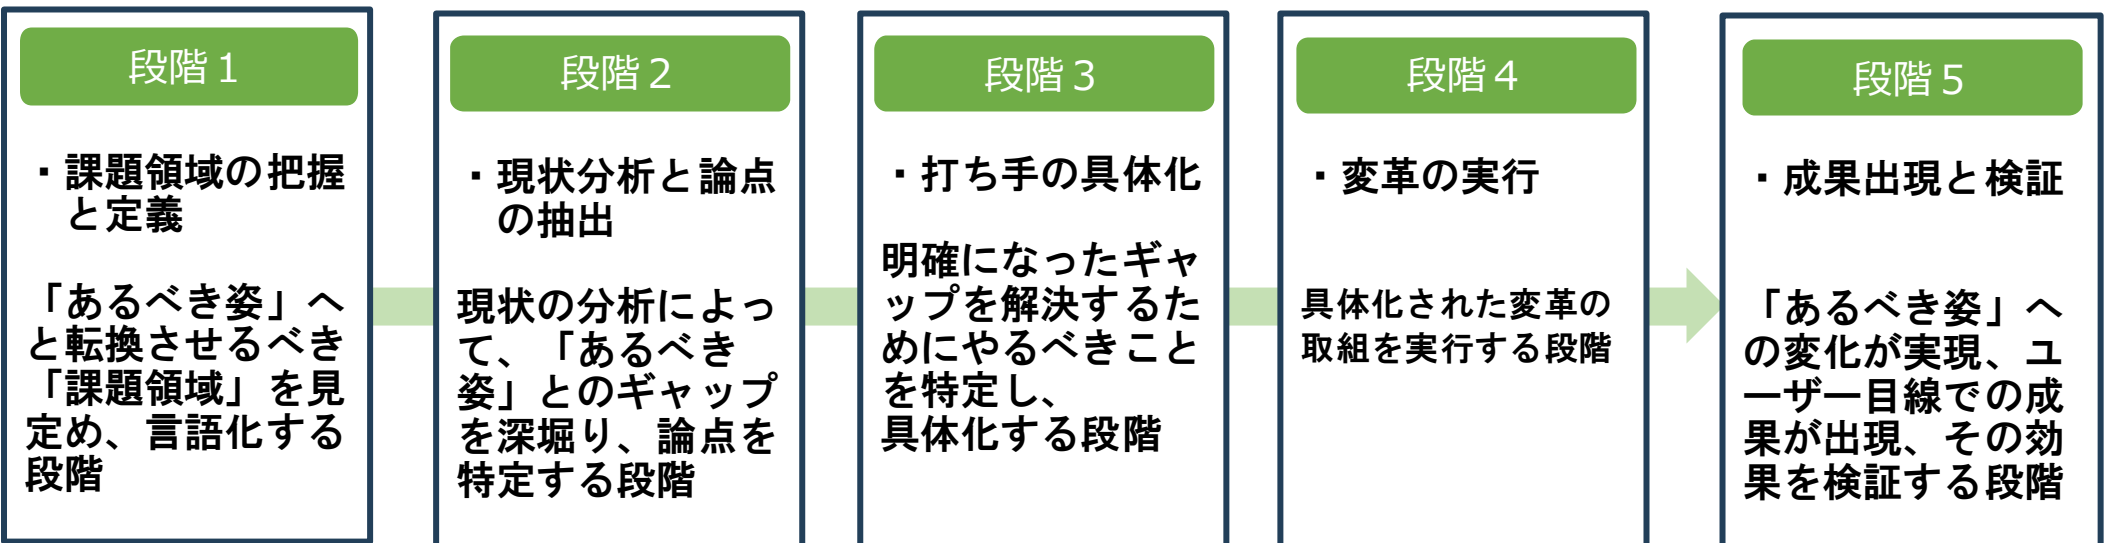 段階１
・課題領域の把握
と定義
「あるべき姿」へ
と転換させるべき
「課題領域」を見
定め、言語化する
段階
段階２
・現状分析と論点
の抽出
現状の分析によっ
て、「あるべき
姿」とのギャップ
を深堀り、論点を
特定する段階
段階３
・打ち手の具体化
明確になったギャ
ップを解決するた
めにやるべきこと
を特定し、
具体化する段階
段階４
・変革の実行
具体化された変革の
取組を実行する段階
段階５
・成果出現と検証
「あるべき姿」へ
の変化が実現、ユ
ーザー目線での成
果が出現、その効
果を検証する段階